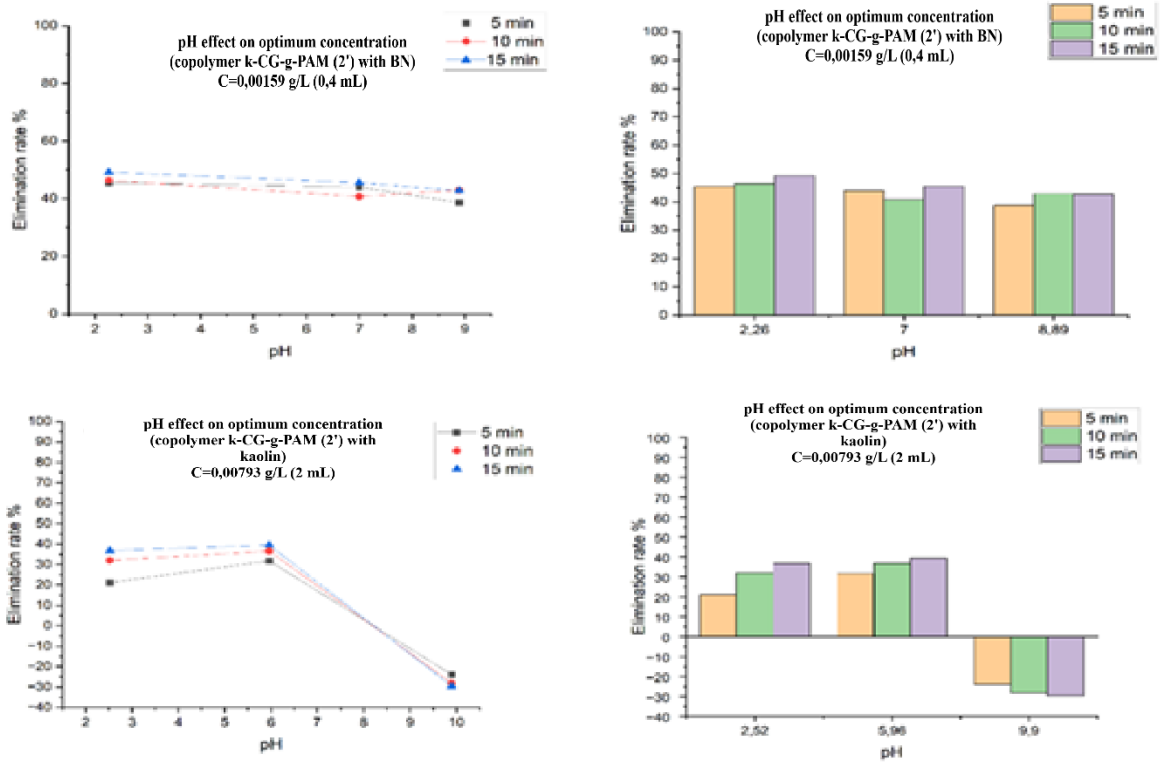 pH effect on optimum concentration
(copolymer k-CG-g-PAM (2') with BN)
C=0,00159 g/L (0,4 mL)
5 min
10 min
15 min
Elimination rate %
100
80
60
40
20
0
2 3 4 5 6 7 8 9
pH
pH effect on optimum concentration
(copolymer k-CG-g-PAM (2') with BN)
C=0,00159 g/L (0,4 mL)
5 min
10 min
15 min
Elimination rate %
100
90
80
70
60
50
40
30
20
10
0
2,26 7 8,89
pH
pH effect on optimum concentration
(copolymer k-CG-g-PAM (2') with
kaolin)
C=0,00793 g/L (2 mL)
5 min
10 min
15 min
Elimination rate %
100
90
80
70
60
50
40
30
20
10
0
−10
−20
−30
−40
2 3 4 5 6 7 8 9 10
pH
pH effect on optimum concentration
(copolymer k-CG-g-PAM (2') with
kaolin)
C=0,00793 g/L (2 mL)
5 min
10 min
15 min
Elimination rate %
100
90
80
70
60
50
40
30
20
10
0
−10
−20
−30
−40
2,52 5,96 9,9
pH